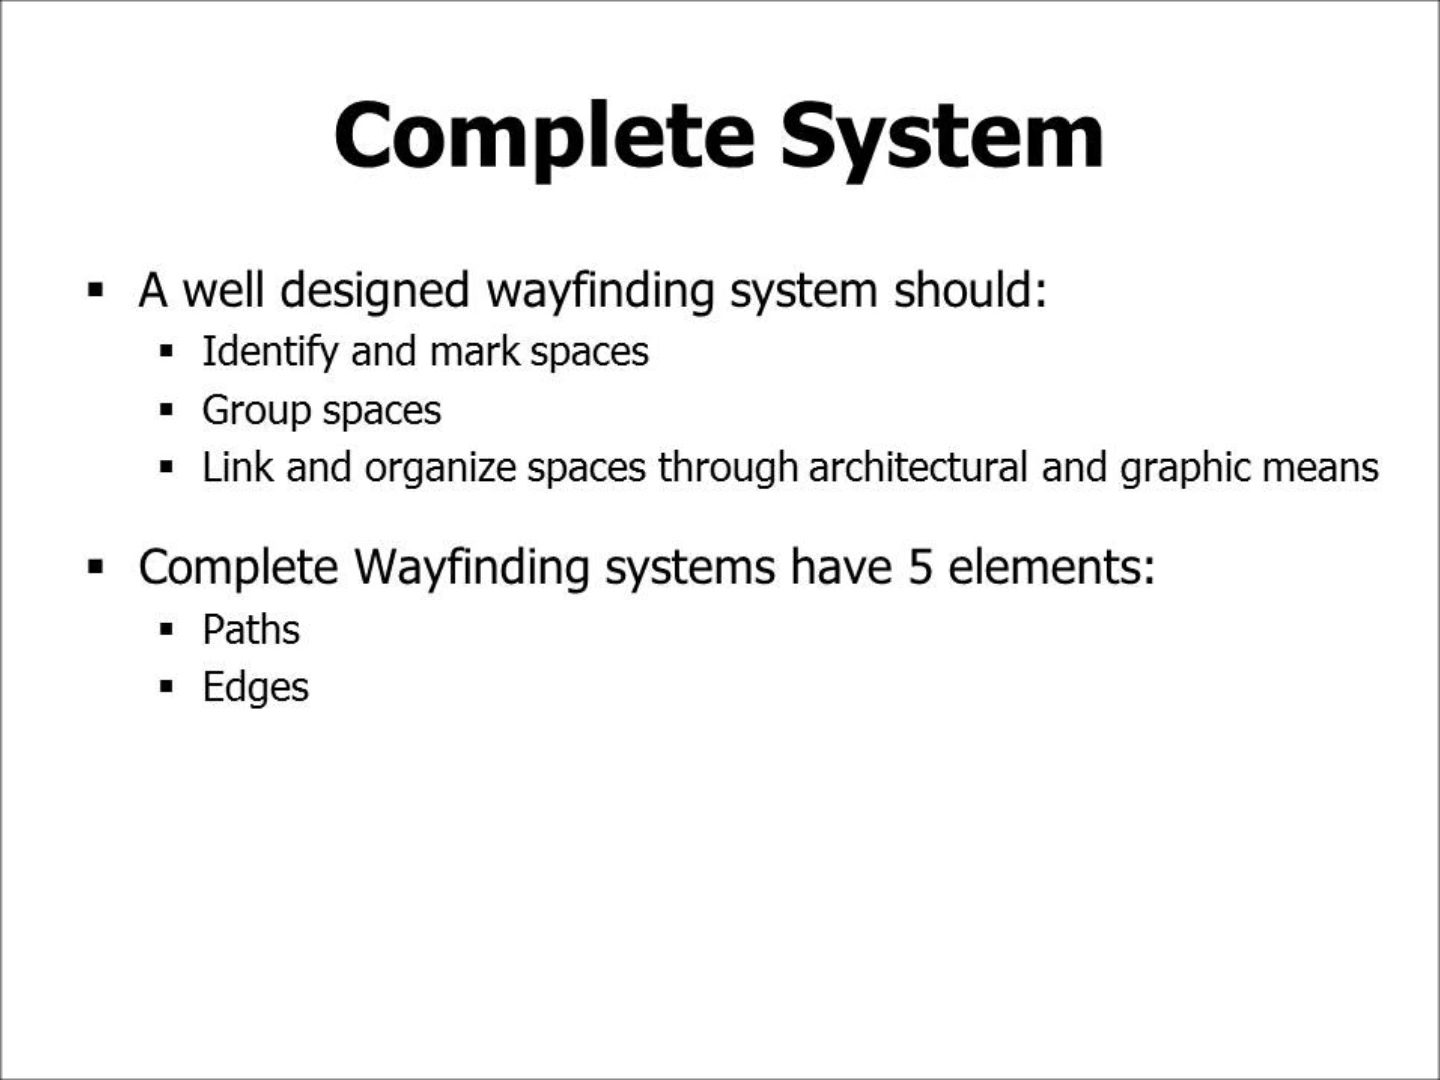 Complete System
▪ A well designed wayfinding system should:
▪ Identify and mark spaces
▪ Group spaces
▪ Link and organize spaces through architectural and graphic means
▪ Complete Wayfinding systems have 5 elements:
▪ Paths
▪ Edges